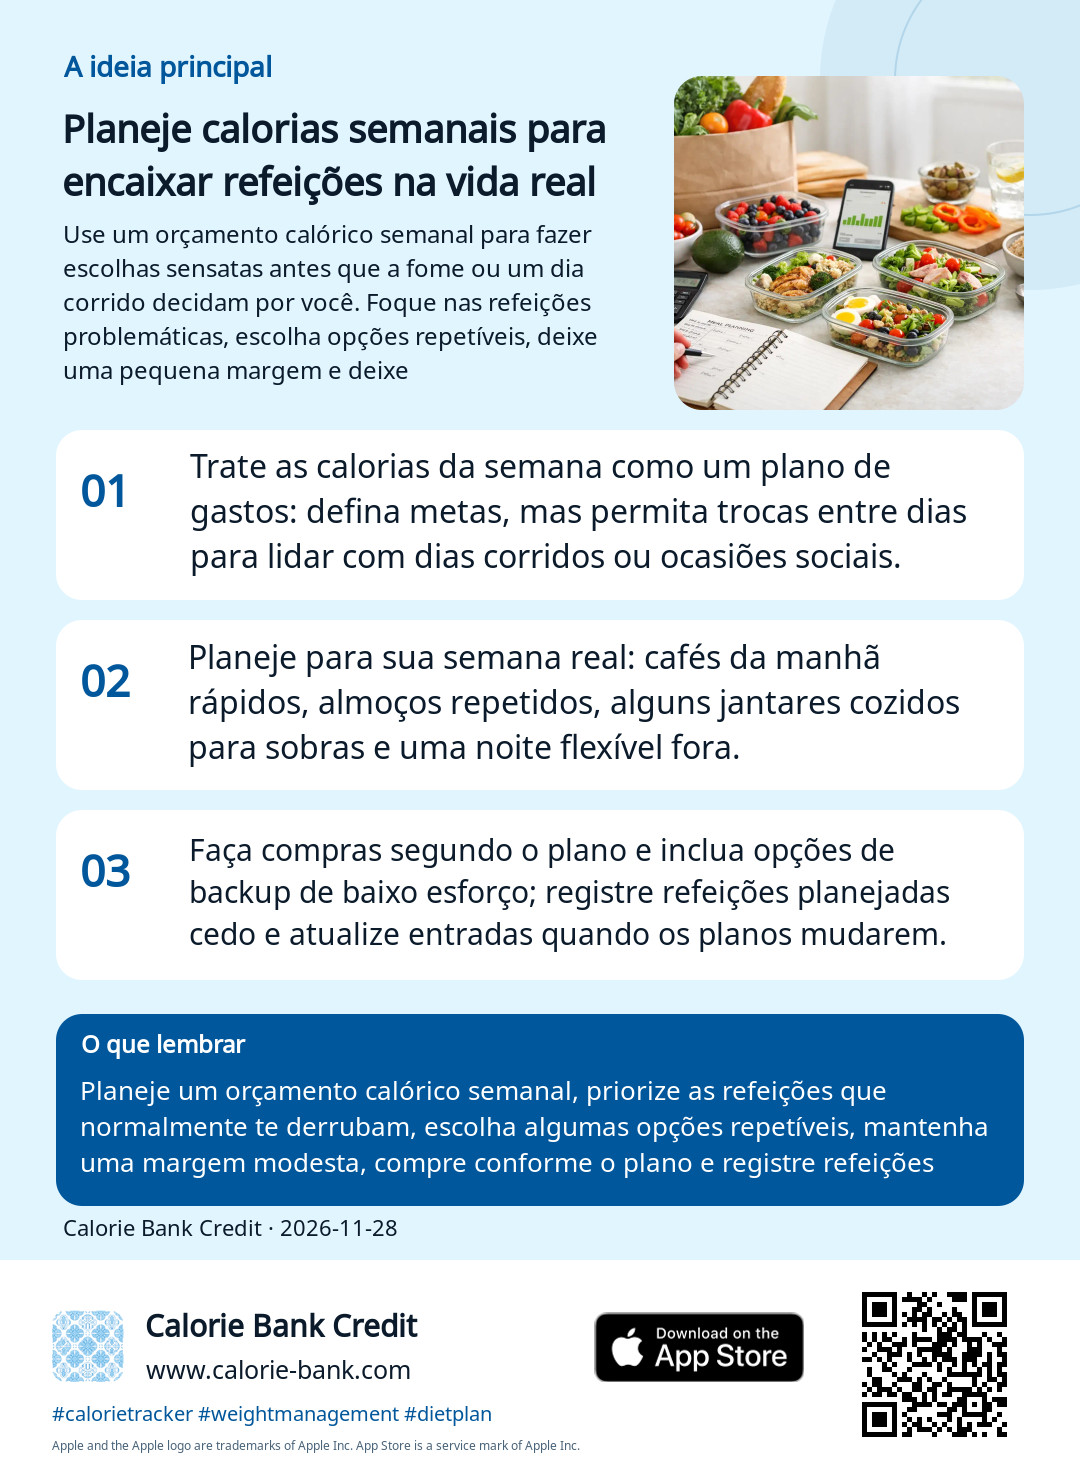 A ideia principal
Planeje calorias semanais para
encaixar refeições na vida real
Use um orçamento calórico semanal para fazer
escolhas sensatas antes que a fome ou um dia
corrido decidam por você. Foque nas refeições
problemáticas, escolha opções repetíveis, deixe
uma pequena margem e deixe
MEAL PLANNING
01
Trate as calorias da semana como um plano de
gastos: defina metas, mas permita trocas entre dias
para lidar com dias corridos ou ocasiões sociais.
02
Planeje para sua semana real: cafés da manhã
rápidos, almoços repetidos, alguns jantares cozidos
para sobras e uma noite flexível fora.
03
Faça compras segundo o plano e inclua opções de
backup de baixo esforço; registre refeições planejadas
cedo e atualize entradas quando os planos mudarem.
O que lembrar
Planeje um orçamento calórico semanal, priorize as refeições que
normalmente te derrubam, escolha algumas opções repetíveis, mantenha
uma margem modesta, compre conforme o plano e registre refeições
Calorie Bank Credit · 2026-11-28
Calorie Bank Credit
www.calorie-bank.com
Download on the
App Store
#calorietracker #weightmanagement #dietplan
Apple and the Apple logo are trademarks of Apple Inc. App Store is a service mark of Apple Inc.